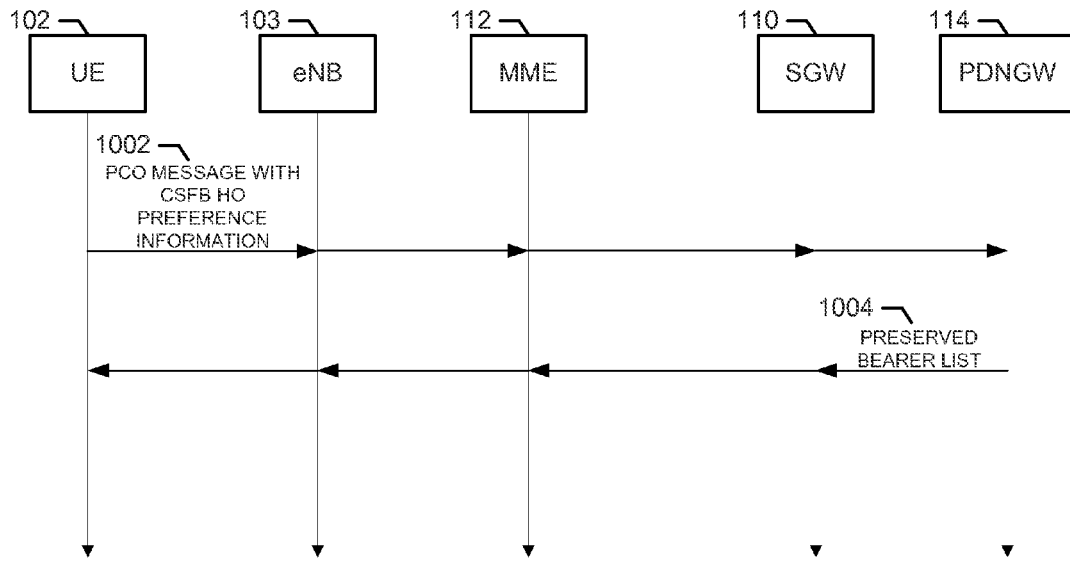 102
103
112
110
114
UE
eNB
MME
SGW
PDNGW
1002
PCO MESSAGE WITH
CSFB HO
PREFERENCE
INFORMATION
1004
PRESERVED
BEARER LIST